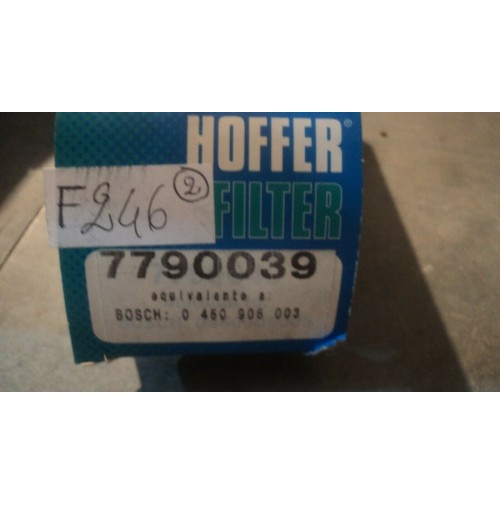 HOFFER®
FILTER
F246 ②
7790039
equivalente a:
BOSCH: 0 450 906 003